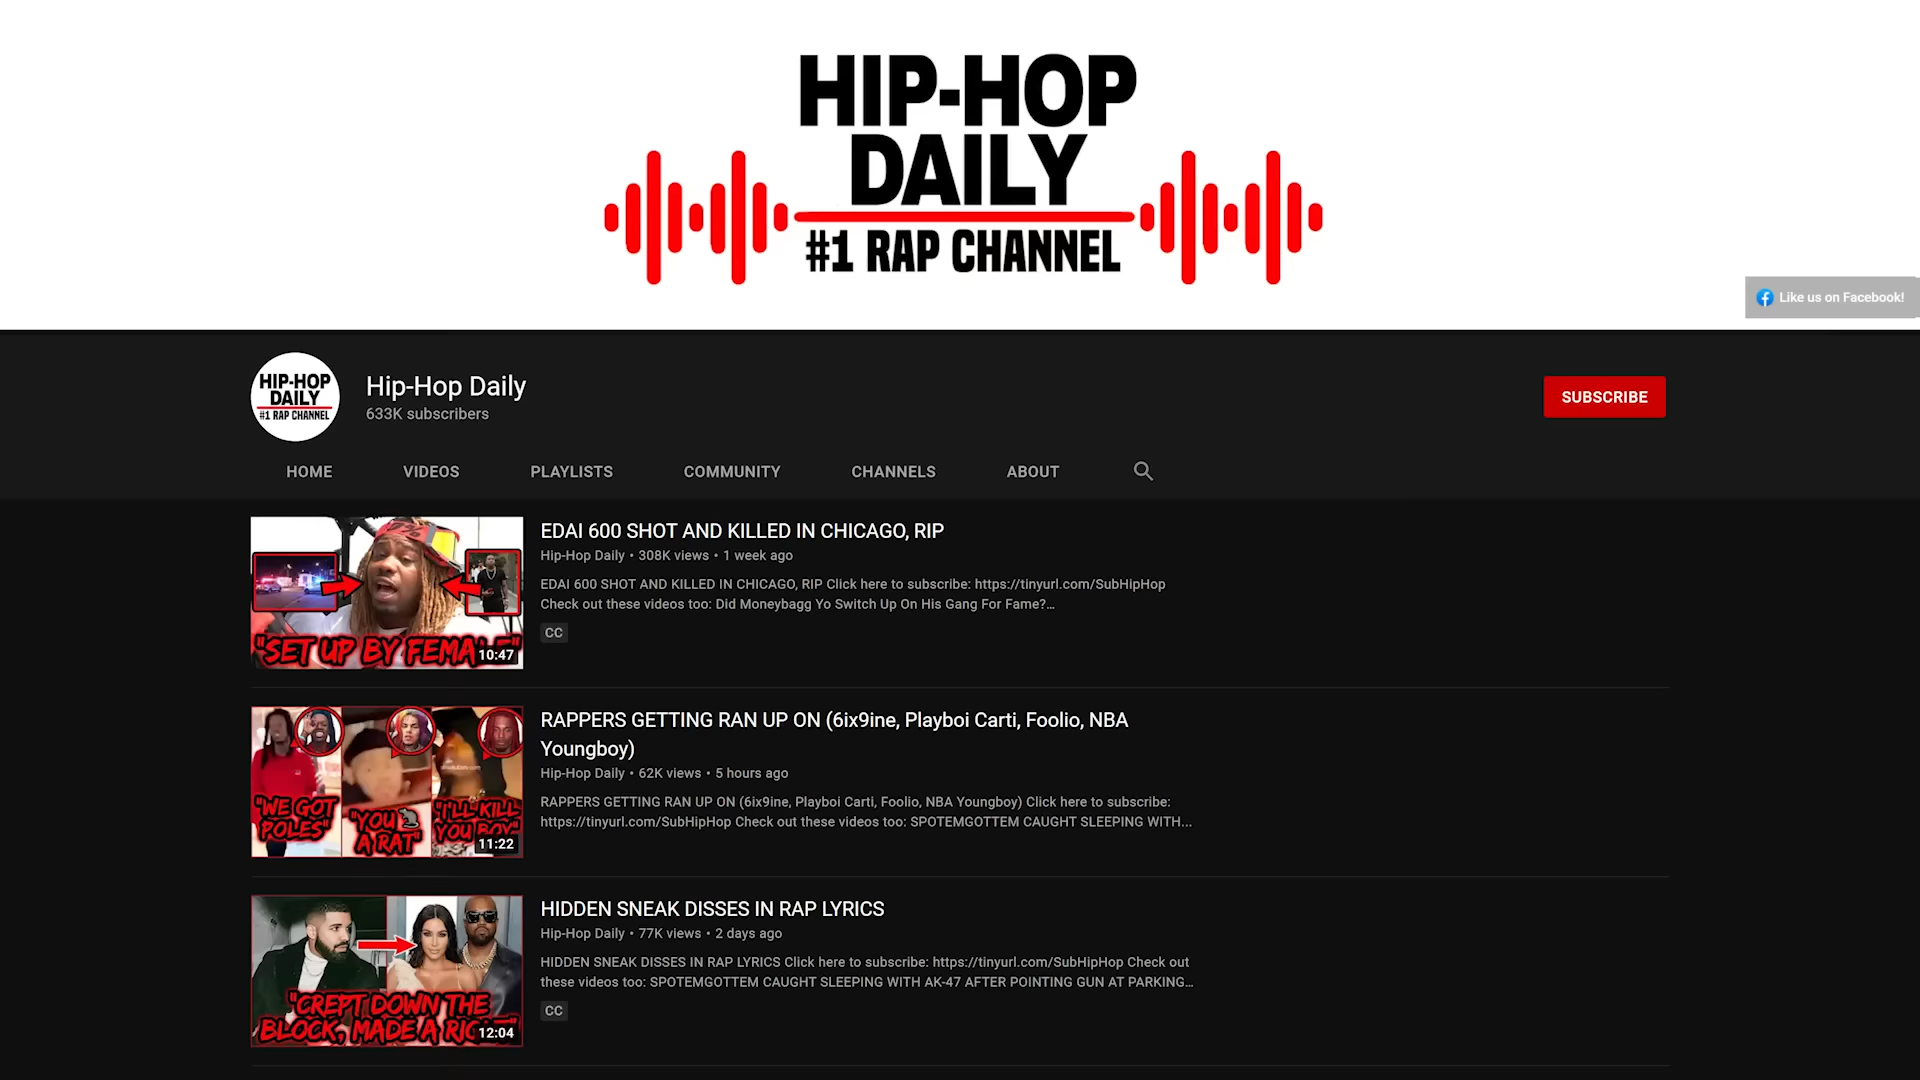 HIP-HOP
DAILY
#1 RAP CHANNEL
Like us on Facebook!
HIP-HOP
DAILY
#1 RAP CHANNEL
Hip-Hop Daily
633K subscribers
SUBSCRIBE
HOME VIDEOS PLAYLISTS COMMUNITY CHANNELS ABOUT
"SET UP BY FEMA
10:47
EDAI 600 SHOT AND KILLED IN CHICAGO, RIP
Hip-Hop Daily • 308K views • 1 week ago
EDAI 600 SHOT AND KILLED IN CHICAGO, RIP Click here to subscribe: https://tinyurl.com/SubHipHop
Check out these videos too: Did Moneybagg Yo Switch Up On His Gang For Fame?...
CC
"WE GOT
POLES"
"YOU
A RAT"
"I'LL KILL
YOU BOY"
11:22
RAPPERS GETTING RAN UP ON (6ix9ine, Playboi Carti, Foolio, NBA
Youngboy)
Hip-Hop Daily • 62K views • 5 hours ago
RAPPERS GETTING RAN UP ON (6ix9ine, Playboi Carti, Foolio, NBA Youngboy) Click here to subscribe:
https://tinyurl.com/SubHipHop Check out these videos too: SPOTEMGOTTEM CAUGHT SLEEPING WITH...
"CREPT DOWN THE
BLOCK, MADE A RIG
12:04
HIDDEN SNEAK DISSES IN RAP LYRICS
Hip-Hop Daily • 77K views • 2 days ago
HIDDEN SNEAK DISSES IN RAP LYRICS Click here to subscribe: https://tinyurl.com/SubHipHop Check out
these videos too: SPOTEMGOTTEM CAUGHT SLEEPING WITH AK-47 AFTER POINTING GUN AT PARKING...
CC